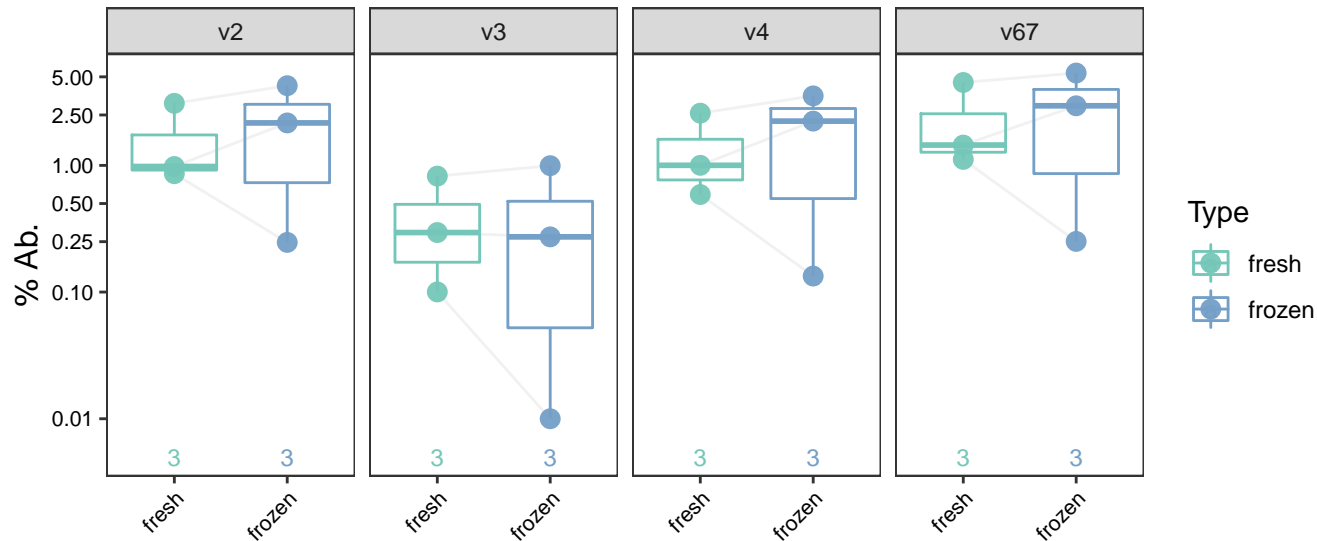 v2
v3
v4
v67
% Ab.
5.00
2.50
1.00
0.50
0.25
0.10
0.01
3
3
3
3
3
3
3
3
fresh
frozen
fresh
frozen
fresh
frozen
fresh
frozen
Type
fresh
frozen